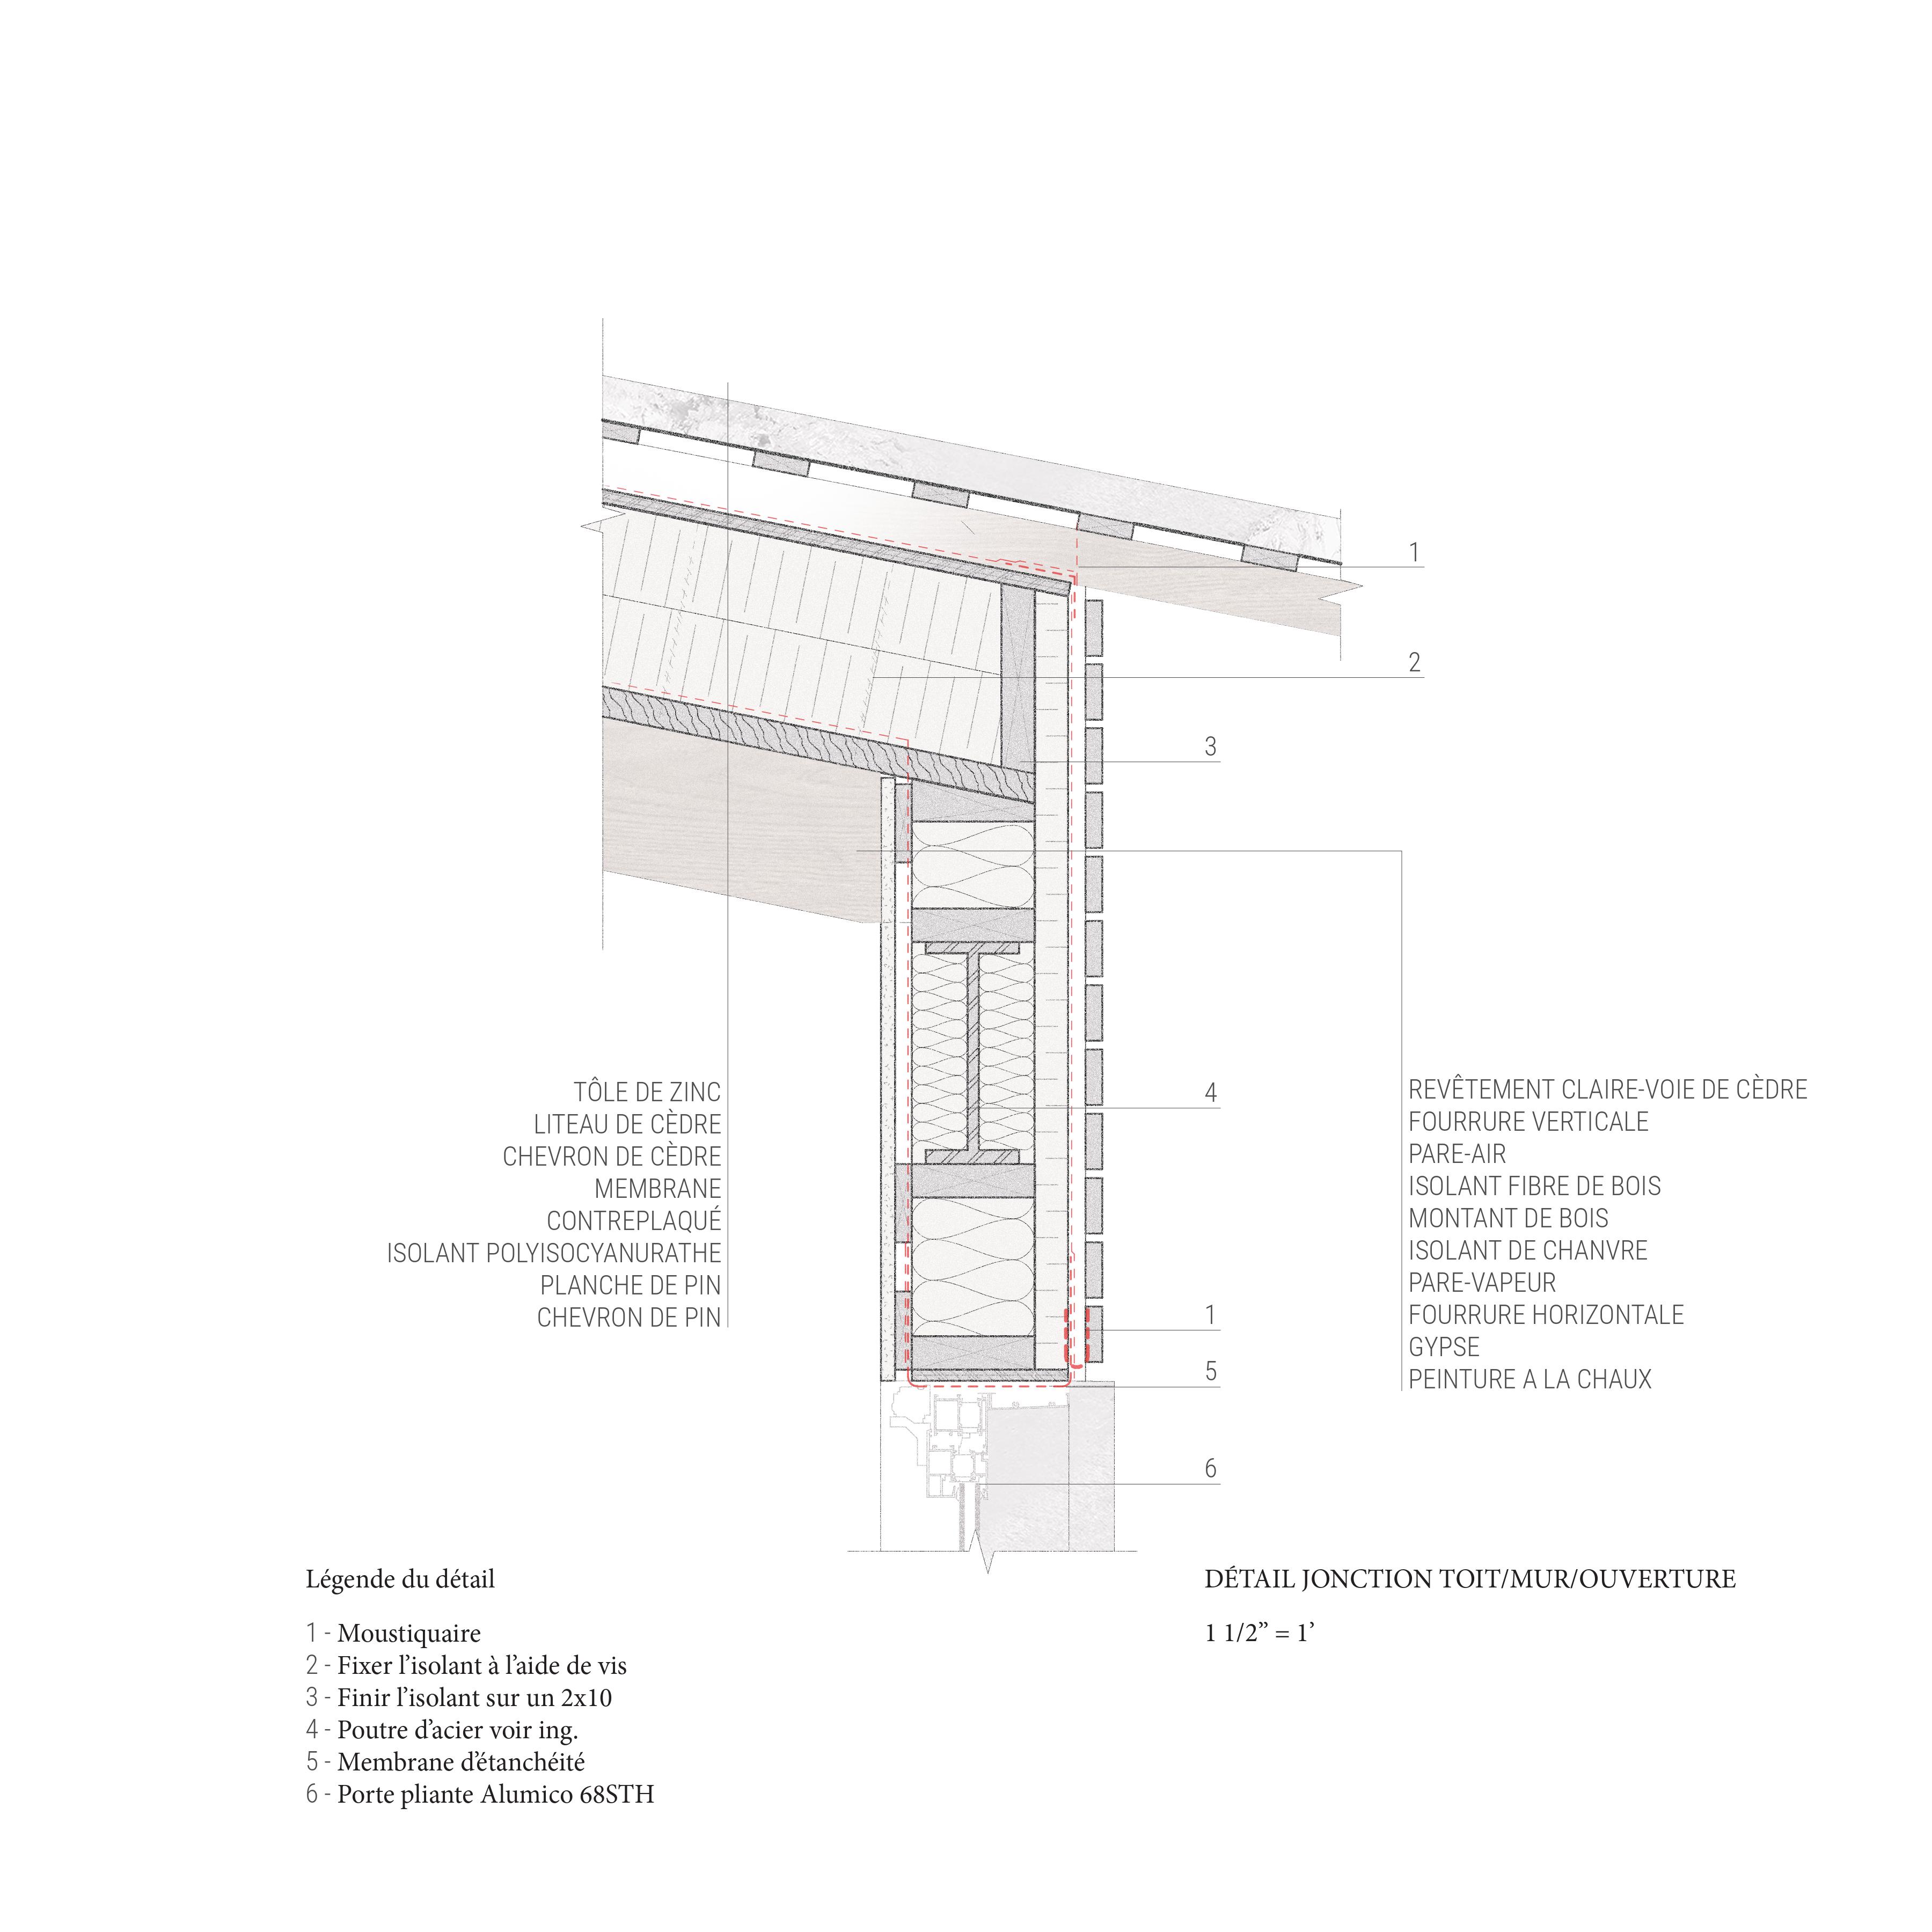 1
2
3
4
1
5
6
TÔLE DE ZINC
LITEAU DE CÈDRE
CHEVRON DE CÈDRE
MEMBRANE
CONTREPLAQUÉ
ISOLANT POLYISOCYANURATHE
PLANCHE DE PIN
CHEVRON DE PIN
REVÊTEMENT CLAIRE-VOIE DE CÈDRE
FOURRURE VERTICALE
PARE-AIR
ISOLANT FIBRE DE BOIS
MONTANT DE BOIS
ISOLANT DE CHANVRE
PARE-VAPEUR
FOURRURE HORIZONTALE
GYPSE
PEINTURE A LA CHAUX
Légende du détail
1 - Moustiquaire
2 - Fixer l’isolant à l’aide de vis
3 - Finir l’isolant sur un 2x10
4 - Poutre d’acier voir ing.
5 - Membrane d’étanchéité
6 - Porte pliante Alumico 68STH
DÉTAIL JONCTION TOIT/MUR/OUVERTURE
1 1/2” = 1’